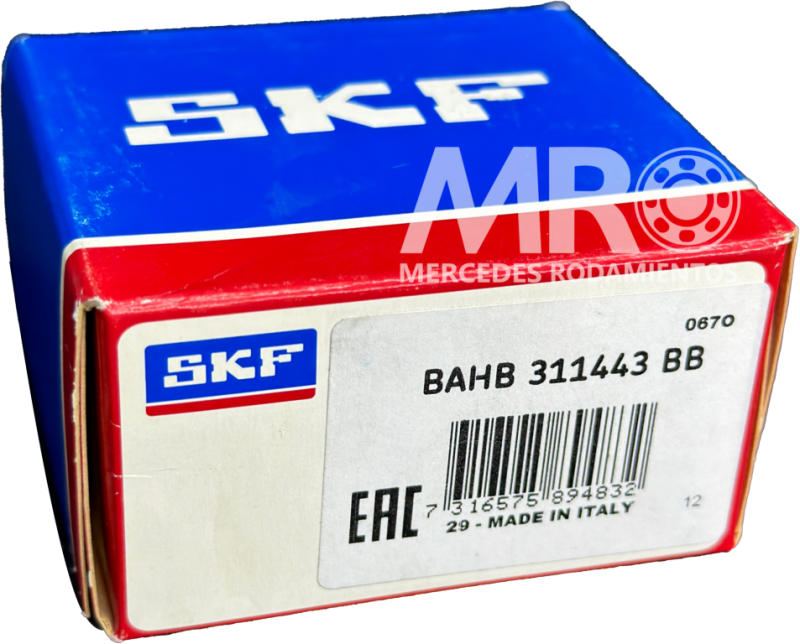 SKF
MRO
MERCEDES RODAMIENTOS
0670
SKF
BAHB 311443 BB
EAC
7 316575 894832
29 - MADE IN ITALY
12